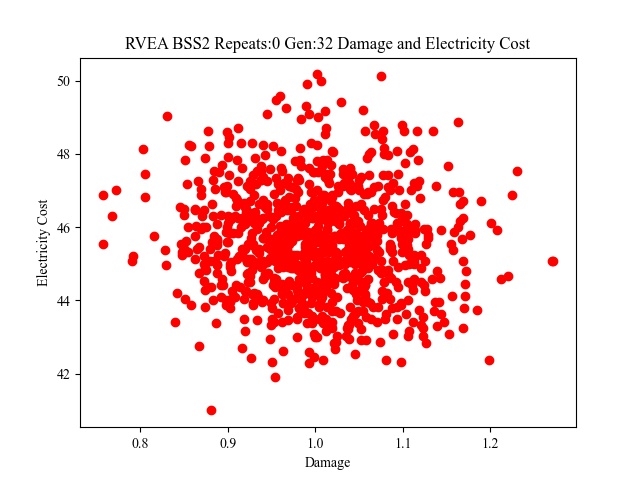 RVEA BSS2 Repeats:0 Gen:32 Damage and Electricity Cost
50
48
46
44
42
Electricity Cost
0.8 0.9 1.0 1.1 1.2
Damage